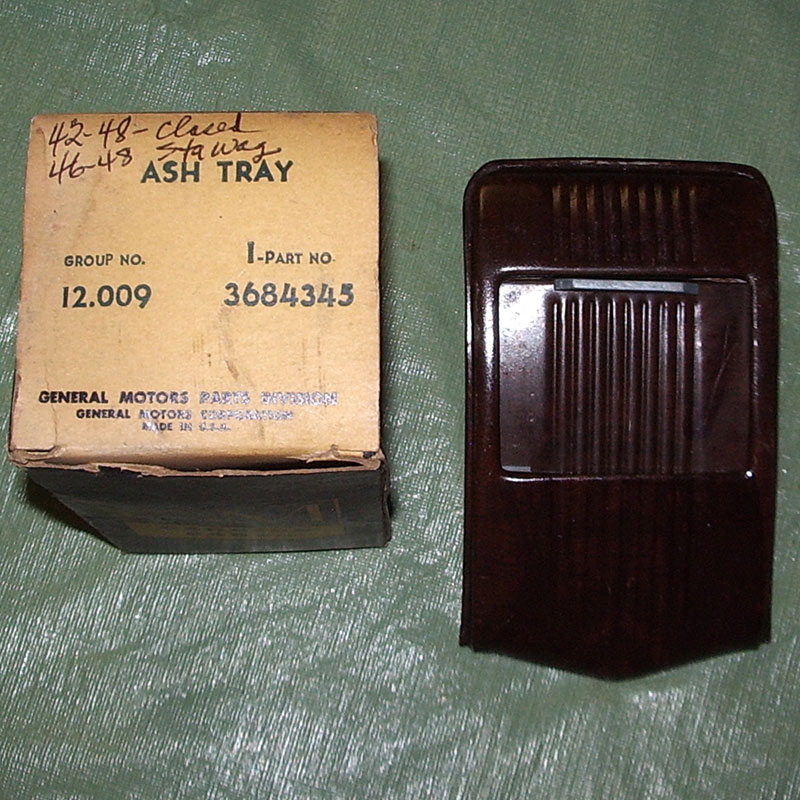 42-48 - Closed
46-48 Sta Wag
ASH TRAY
GROUP NO. 1-PART NO.
12.009 3684345
GENERAL MOTORS PARTS DIVISION
GENERAL MOTORS CORPORATION
MADE IN U.S.A.